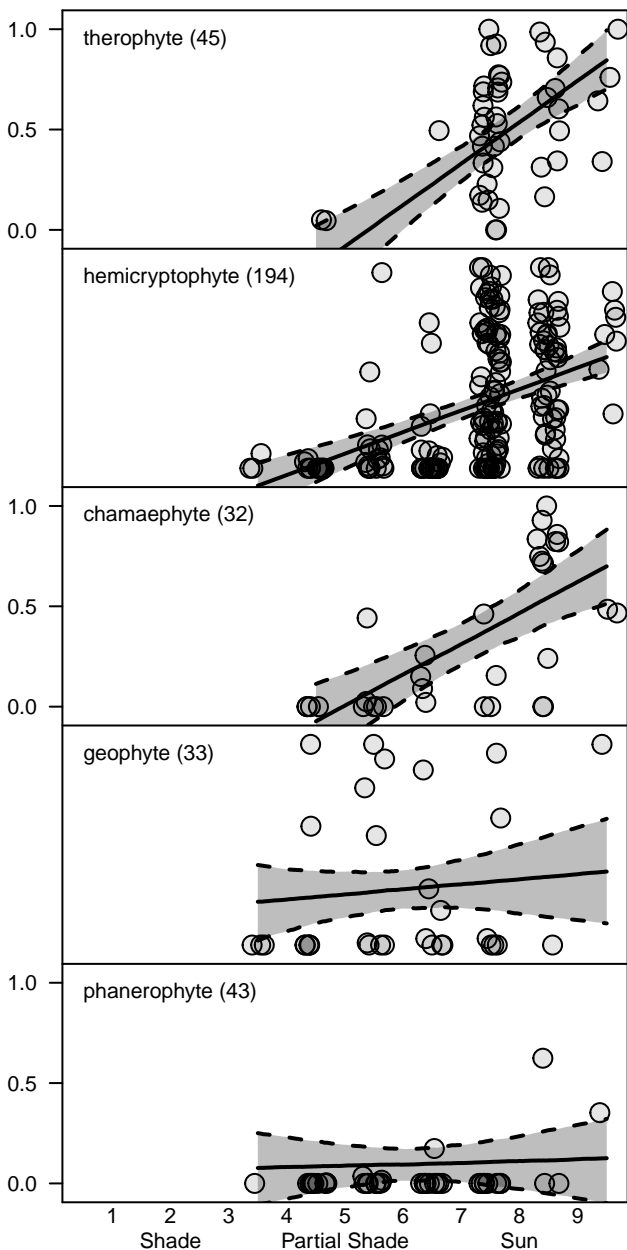 therophyte (45)
1.0
0.5
0.0
hemicryptophyte (194)
chamaephyte (32)
1.0
0.5
0.0
geophyte (33)
phanerophyte (43)
1.0
0.5
0.0
1 2 3 4 5 6 7 8 9
Shade Partial Shade Sun